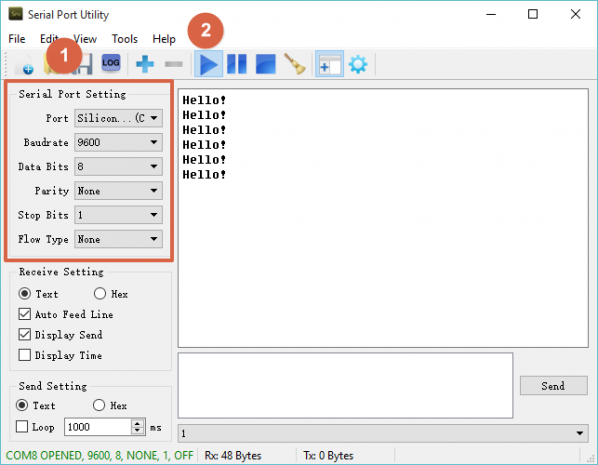 Serial Port Utility
File Edit View Tools Help
1
2
LOG
Serial Port Setting
Port Silicon...(C
Baudrate 9600
Data Bits 8
Parity None
Stop Bits 1
Flow Type None
Receive Setting
Text Hex
Auto Feed Line
Display Send
Display Time
Send Setting
Text Hex
Loop 1000 ms
Hello!
Hello!
Hello!
Hello!
Hello!
Hello!
Send
1
COM8 OPENED, 9600, 8, NONE, 1, OFF Rx: 48 Bytes Tx: 0 Bytes